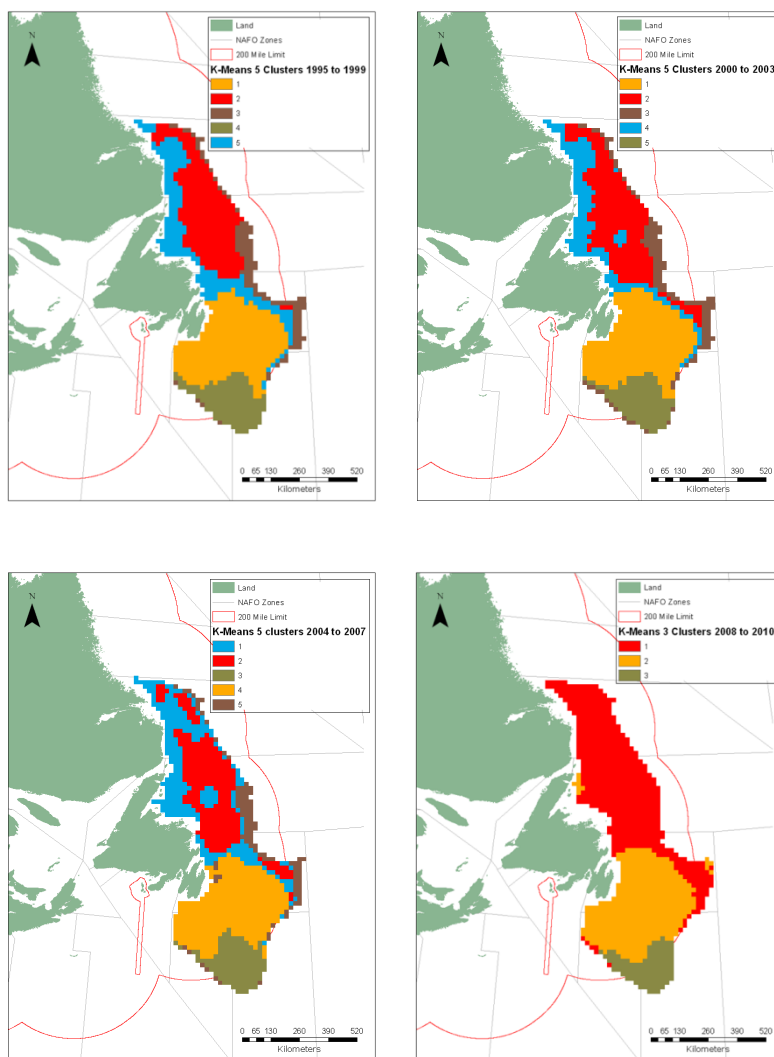 Land
NAFO Zones
200 Mile Limit
K-Means 5 Clusters 1995 to 1999
1
2
3
4
5
N
0 65 130 260 390 520
Kilometers
Land
NAFO Zones
200 Mile Limit
K-Means 5 Clusters 2000 to 2003
1
2
3
4
5
N
0 65 130 260 390 520
Kilometers
Land
NAFO Zones
200 Mile Limit
K-Means 5 clusters 2004 to 2007
1
2
3
4
5
N
0 65 130 260 390 520
Kilometers
Land
NAFO Zones
200 Mile Limit
K-Means 3 Clusters 2008 to 2010
1
2
3
N
0 65 130 260 390 520
Kilometers